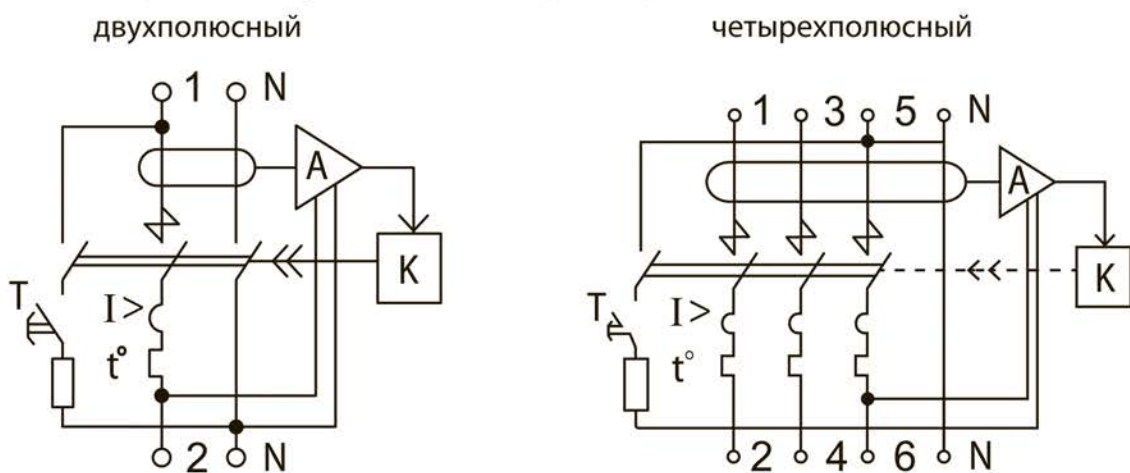 двухполюсный
четырехполюсный
1 N
A
K
T
I >
t°
2 N
1 3 5 N
A
K
T
I >
t°
2 4 6 N